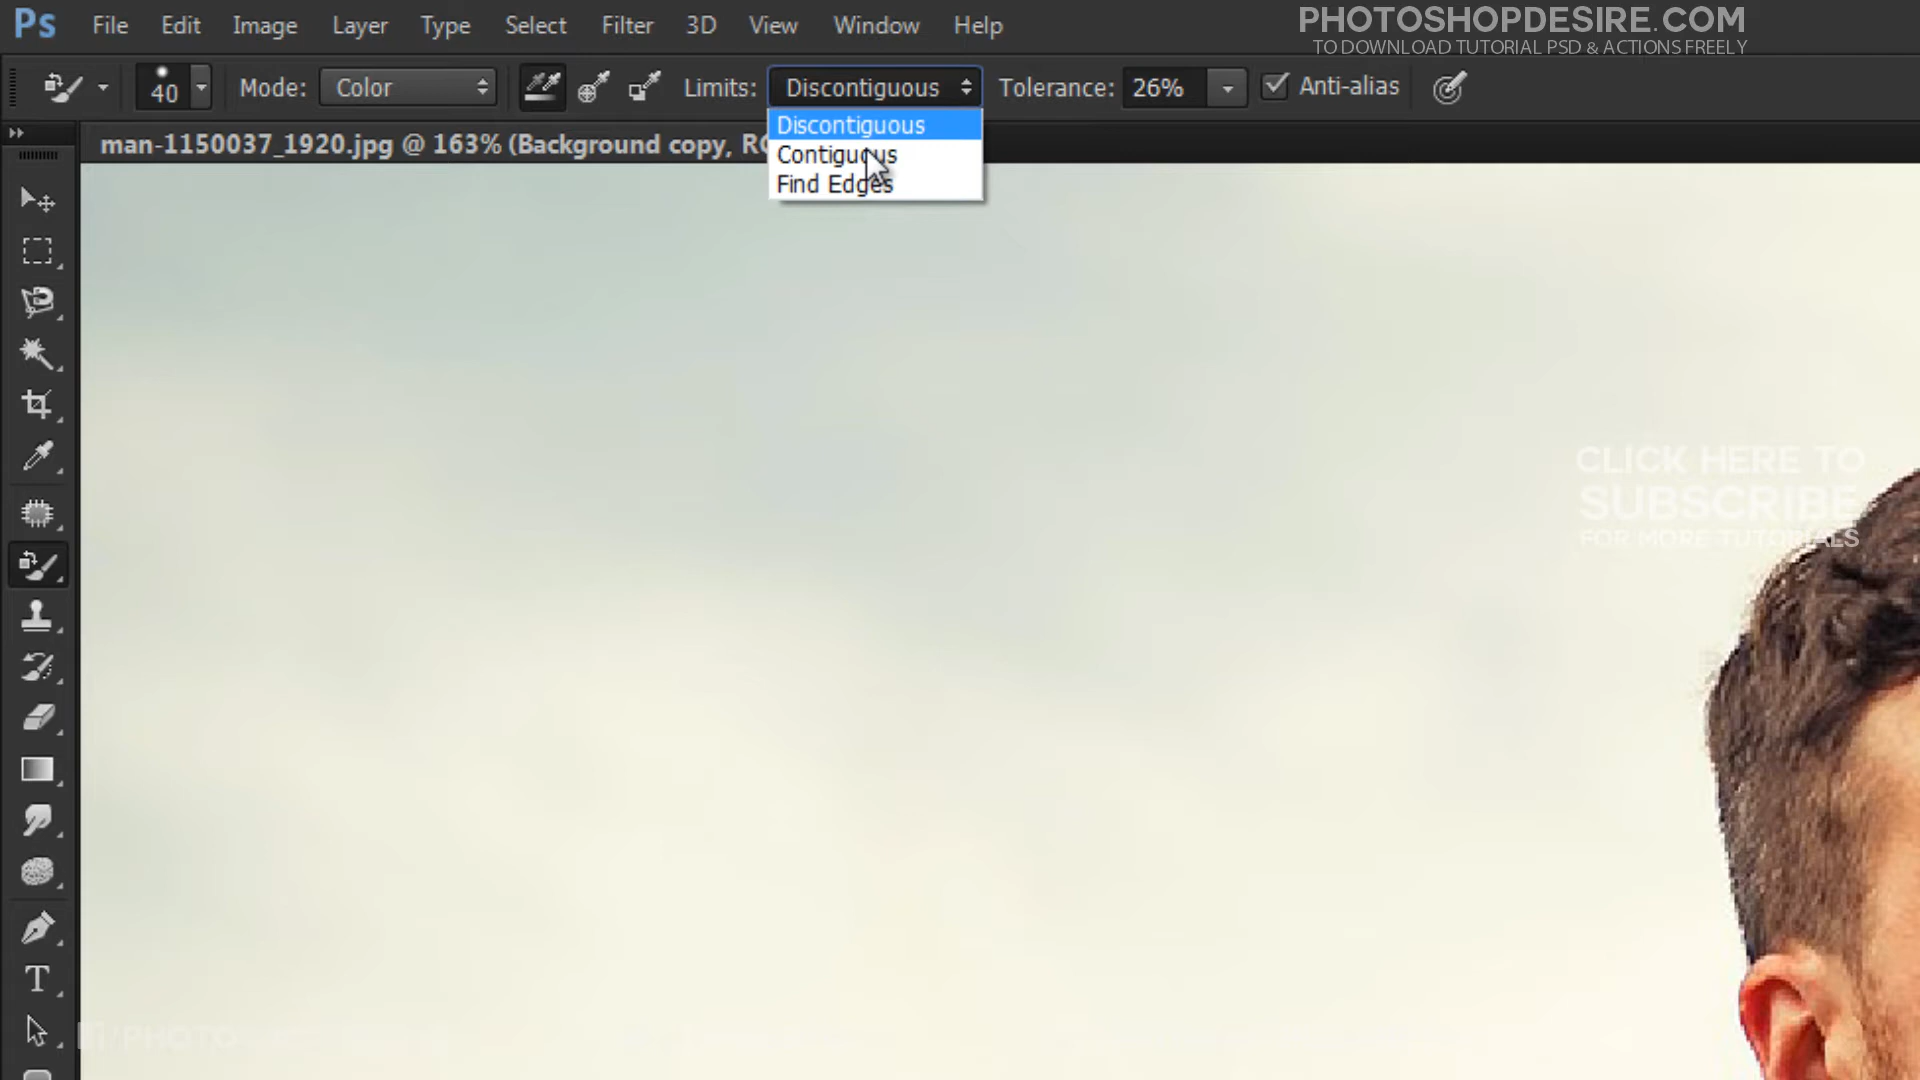 Ps File Edit Image Layer Type Select Filter 3D View Window Help
PHOTOSHOPDESIRE.COM
TO DOWNLOAD TUTORIAL PSD & ACTIONS FREELY
40 Mode: Color Limits: Discontiguous Tolerance: 26% Anti-alias
Discontiguous
Contiguous
Find Edges
man-1150037_1920.jpg @ 163% (Background copy, RG
CLICK HERE TO
SUBSCRIBE
FOR MORE TUTORIALS
T